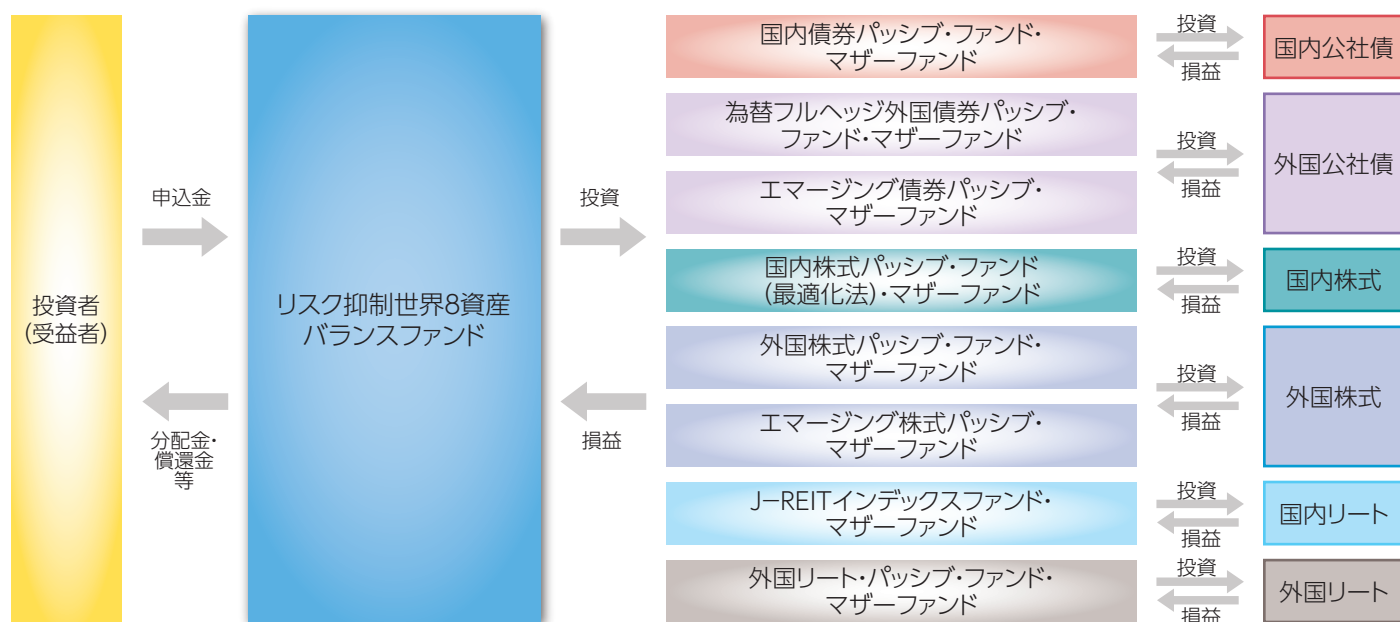 投資者
(受益者)
申込金
分配金・
償還金
等
リスク抑制世界8資産
バランスファンド
投資
損益
国内債券パッシブ・ファンド・
マザーファンド
投資
損益
国内公社債
為替フルヘッジ外国債券パッシブ・
ファンド・マザーファンド
エマージング債券パッシブ・
マザーファンド
投資
損益
外国公社債
国内株式パッシブ・ファンド
(最適化法)・マザーファンド
投資
損益
国内株式
外国株式パッシブ・ファンド・
マザーファンド
エマージング株式パッシブ・
マザーファンド
投資
損益
外国株式
J-REITインデックスファンド・
マザーファンド
投資
損益
国内リート
外国リート・パッシブ・ファンド・
マザーファンド
投資
損益
外国リート